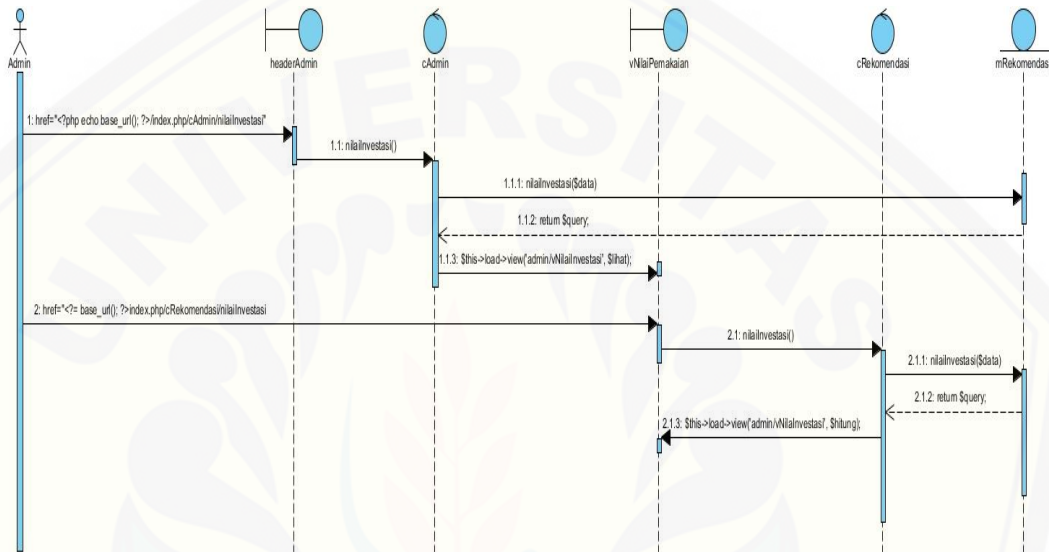 Admin
headerAdmin
cAdmin
vNilaiPemakaian
cRekomendasi
mRekomendasi
1: href="<?php echo base_url(); ?>/index.php/cAdmin/nilaiInvestasi"
1.1: nilaiInvestasi()
1.1.1: nilaiInvestasi($data)
1.1.2: return $query;
1.1.3: $this->load->view('admin/vNilaiInvestasi', $lihat);
2: href="<?= base_url(); ?>index.php/cRekomendasi/nilaiInvestasi
2.1: nilaiInvestasi()
2.1.1: nilaiInvestasi($data)
2.1.2: return $query;
2.1.3: $this->load->view('admin/vNilaInvestasi', $hitung);
UNIVERSITAS